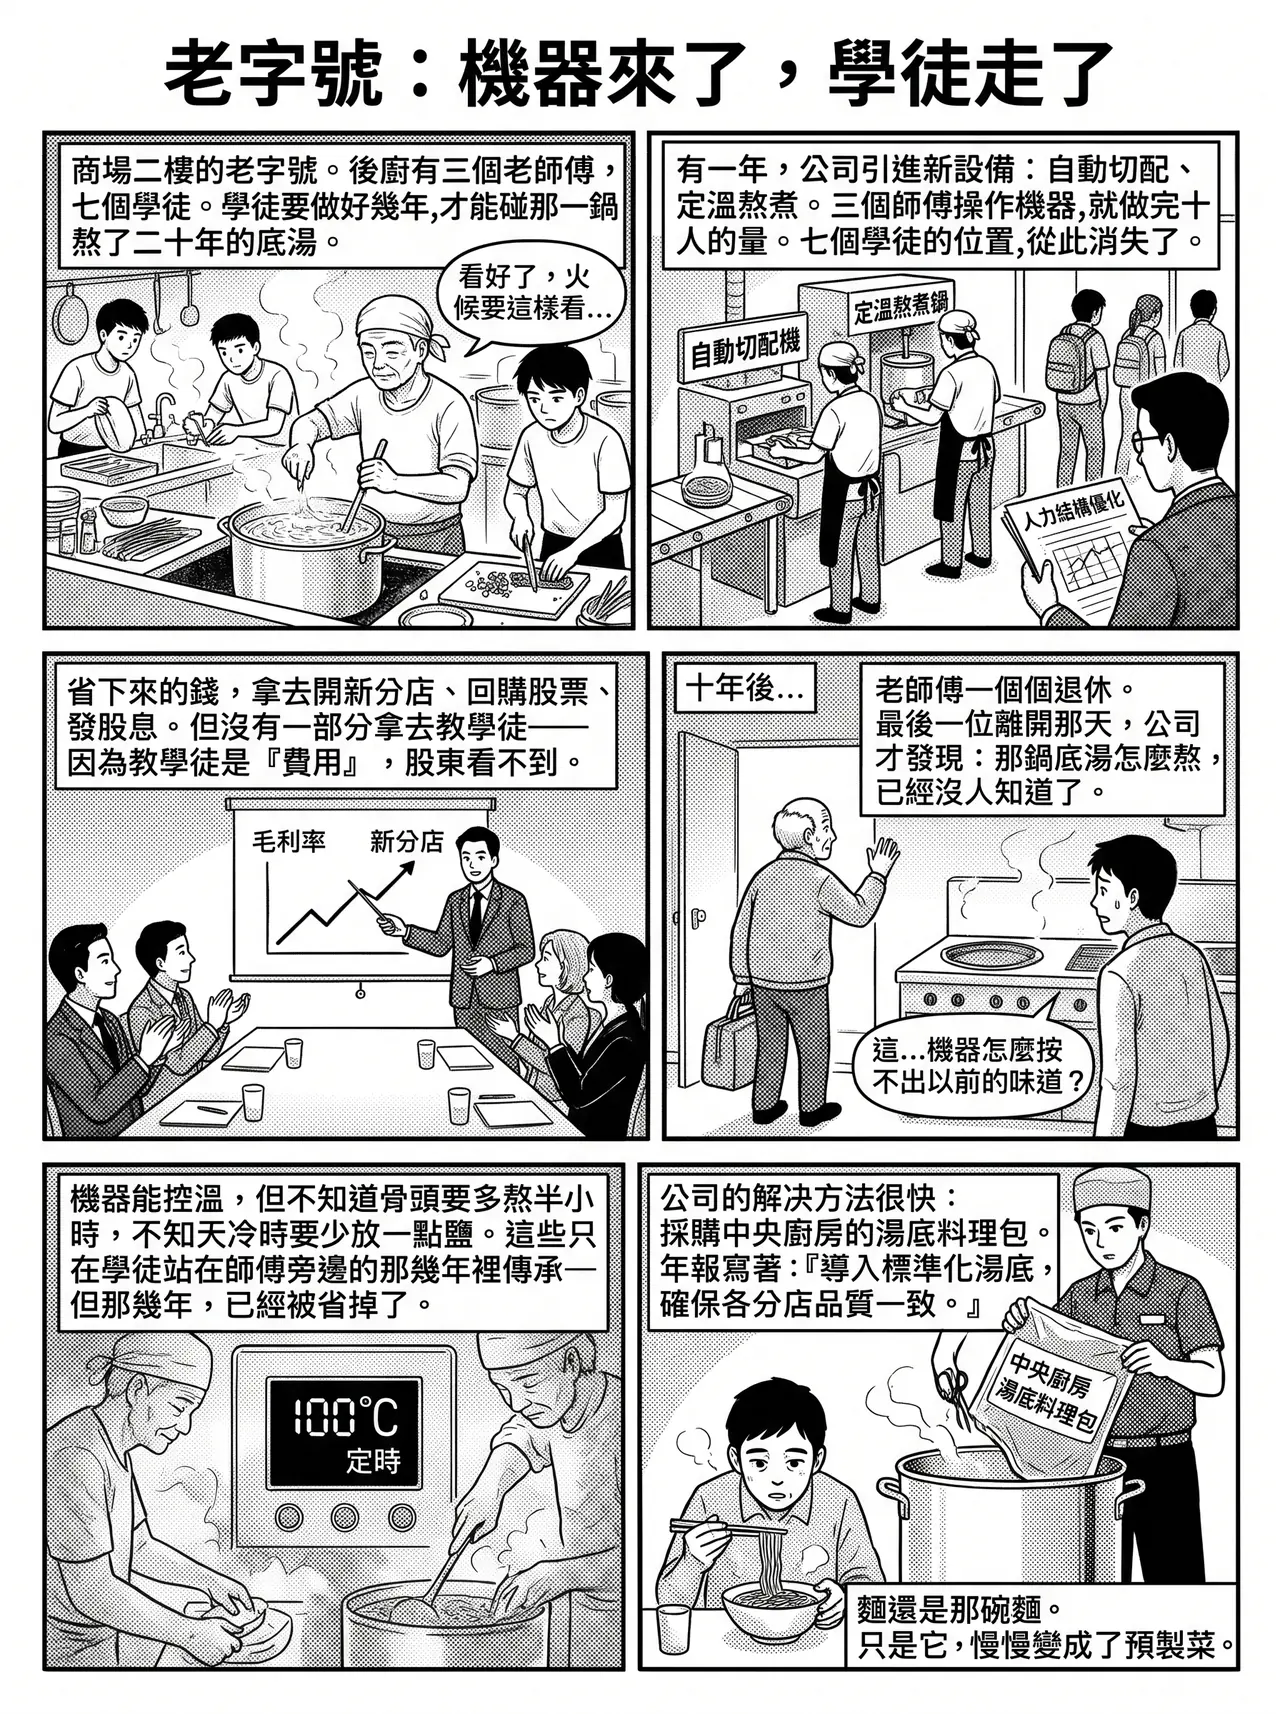 老字號：機器來了，學徒走了
商場二樓的老字號。後廚有三個老師傅，
七個學徒。學徒要做好幾年,才能碰那一鍋
熬了二十年的底湯。
看好了，火
候要這樣看...
有一年，公司引進新設備：自動切配、
定溫熬煮。三個師傅操作機器,就做完十
人的量。七個學徒的位置,從此消失了。
自動切配機
定溫熬煮鍋
人力結構優化
省下來的錢，拿去開新分店、回購股票、
發股息。但沒有一部分拿去教學徒——
因為教學徒是『費用』，股東看不到。
毛利率
新分店
十年後...
老師傅一個個退休。
最後一位離開那天，公司
才發現：那鍋底湯怎麼熬，
已經沒人知道了。
這...機器怎麼按
不出以前的味道？
機器能控溫，但不知道骨頭要多熬半小
時，不知天冷時要少放一點鹽。這些只
在學徒站在師傅旁邊的那幾年裡傳承—
但那幾年，已經被省掉了。
100°C
定時
公司的解決方法很快：
採購中央廚房的湯底料理包。
年報寫著：『導入標準化湯底，
確保各分店品質一致。』
中央廚房
湯底料理包
麵還是那碗麵。
只是它，慢慢變成了預製菜。